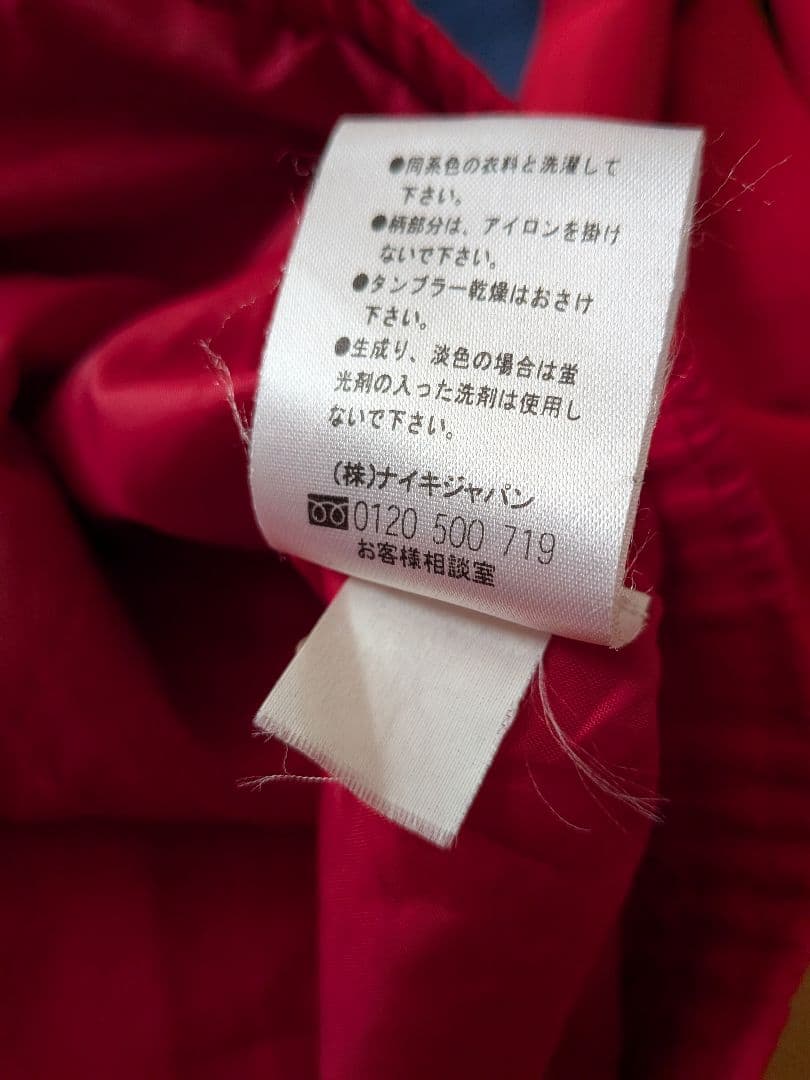 ●同系色の衣料と洗濯して
下さい。
●柄部分は、アイロンを掛け
ないで下さい。
●タンブラー乾燥はおさけ
下さい。
●生成り、淡色の場合は蛍
光剤の入った洗剤は使用し
ないで下さい。
(株)ナイキジャパン
0120 500 719
お客様相談室